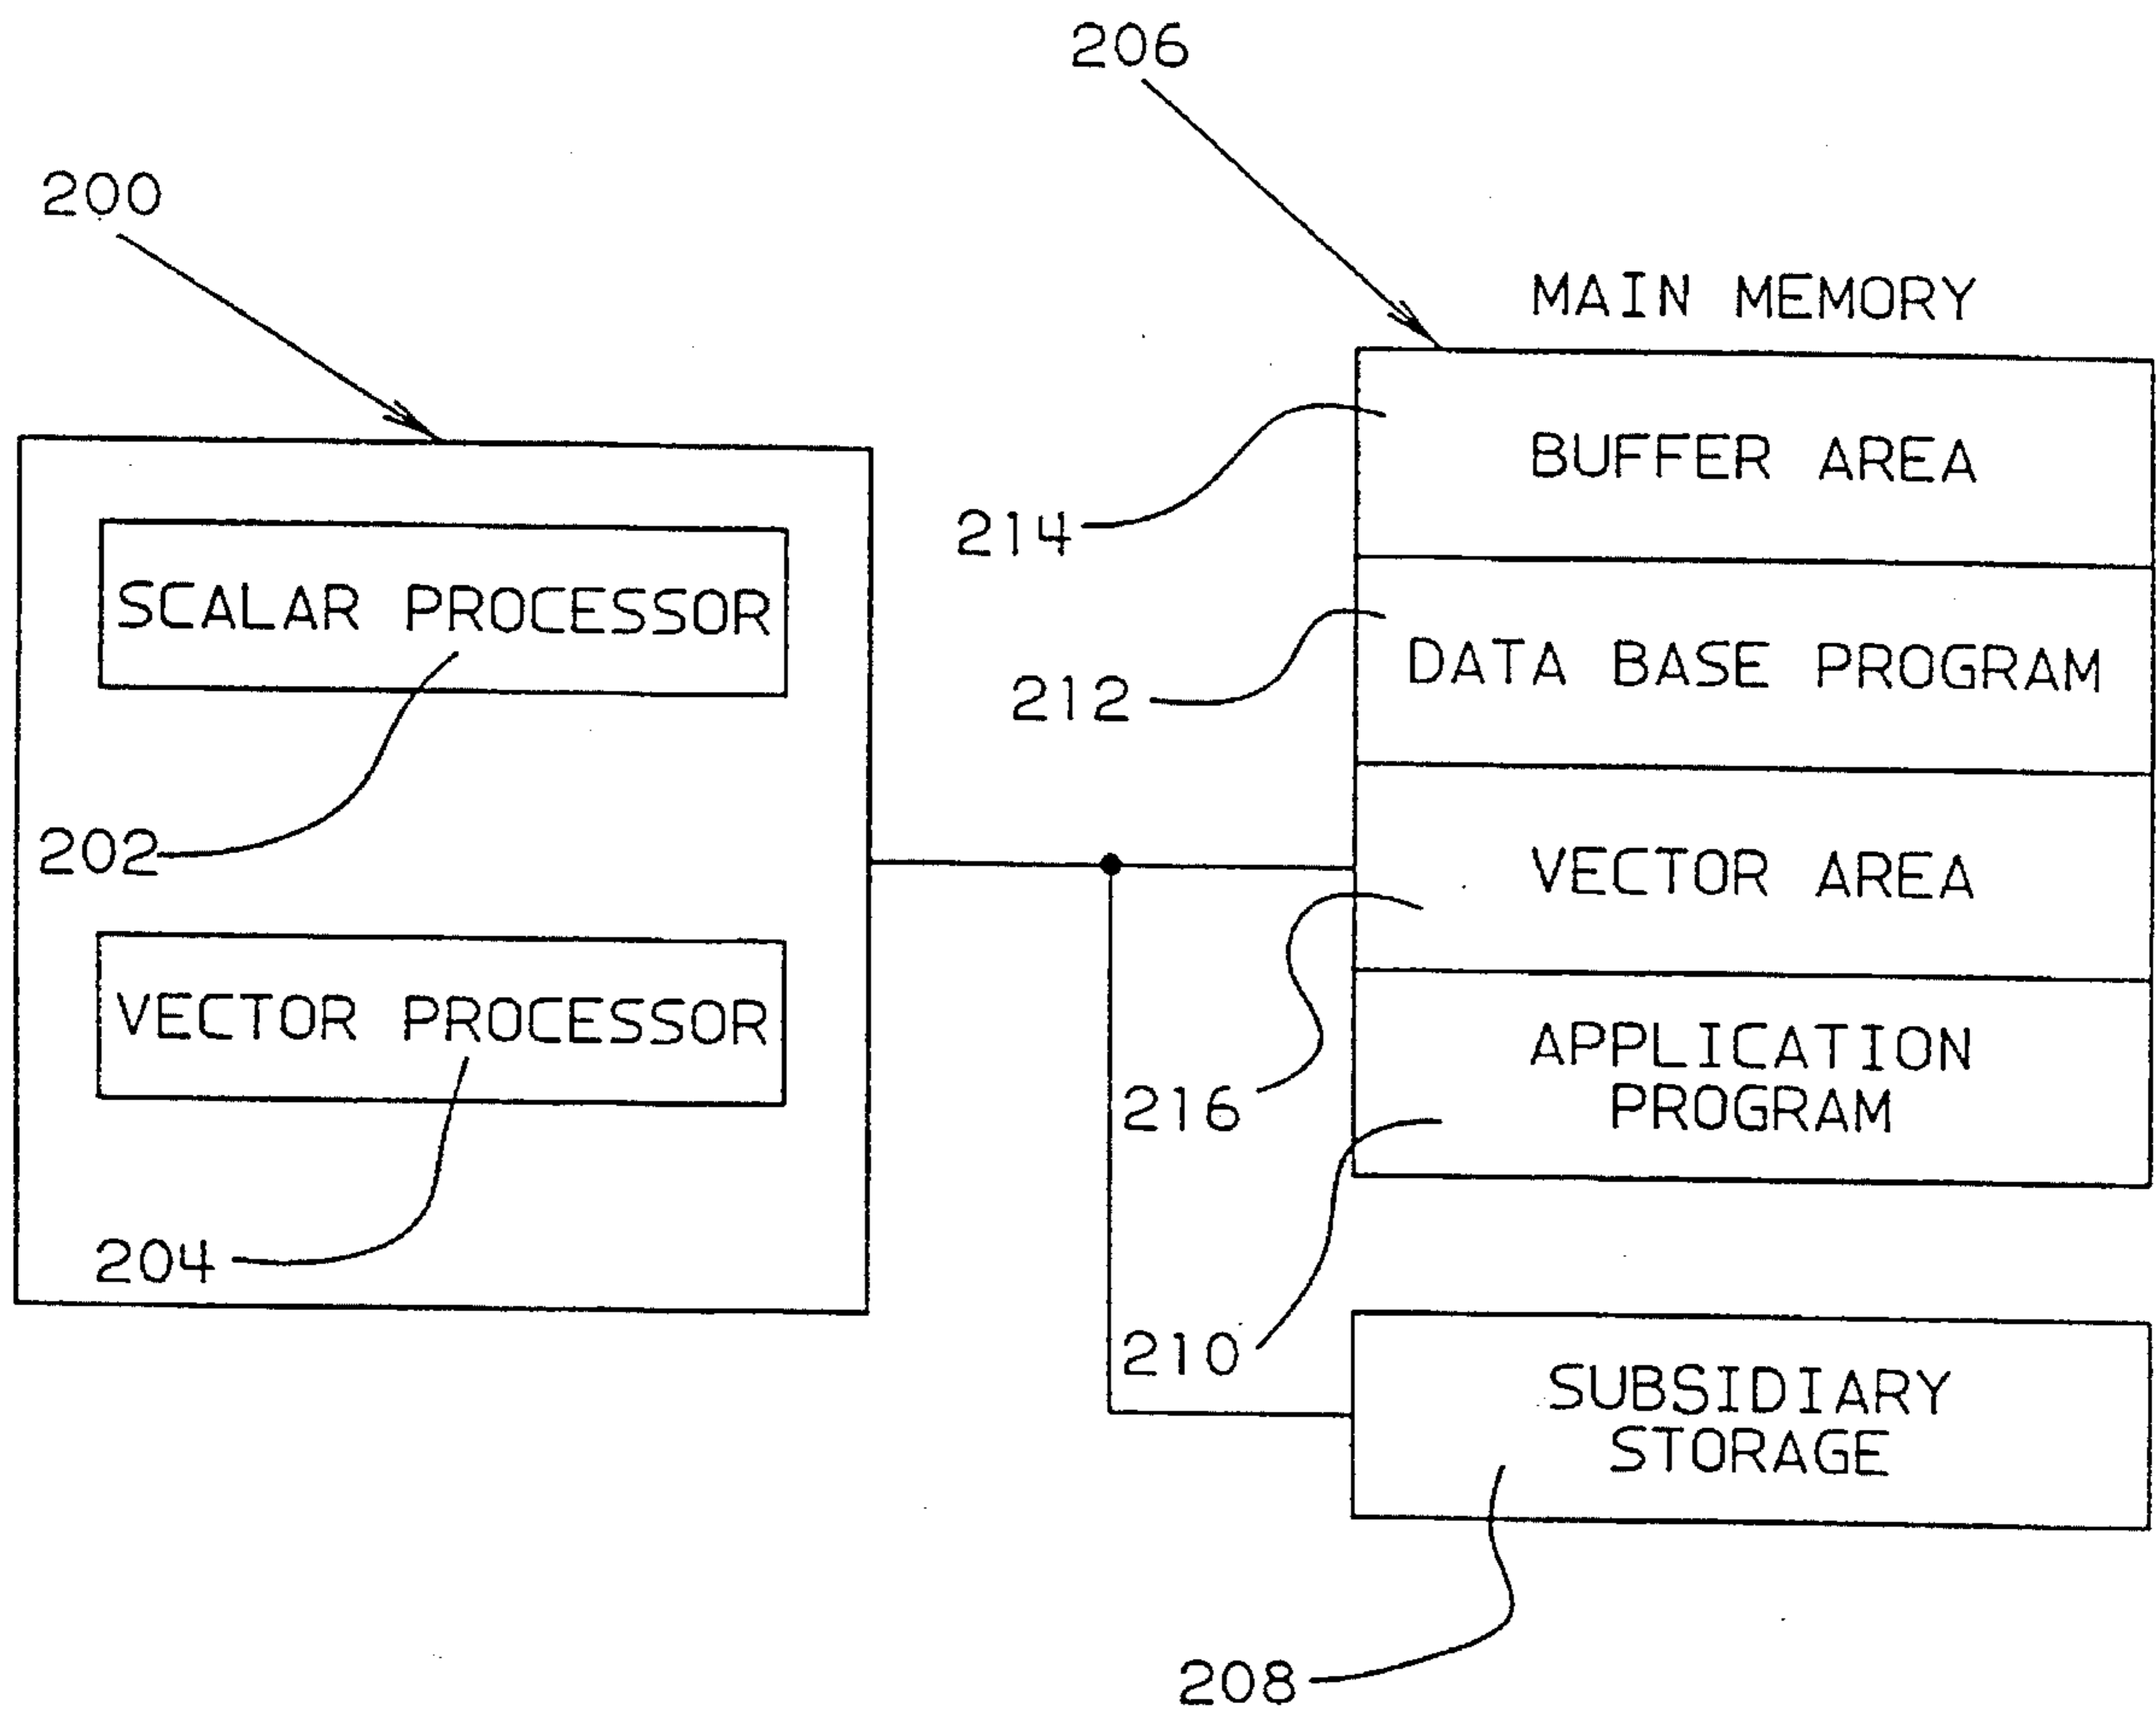 206
200
MAIN MEMORY
BUFFER AREA
214
SCALAR PROCESSOR
DATA BASE PROGRAM
212
202
VECTOR AREA
VECTOR PROCESSOR
APPLICATION
PROGRAM
216
204
210
SUBSIDIARY
STORAGE
208